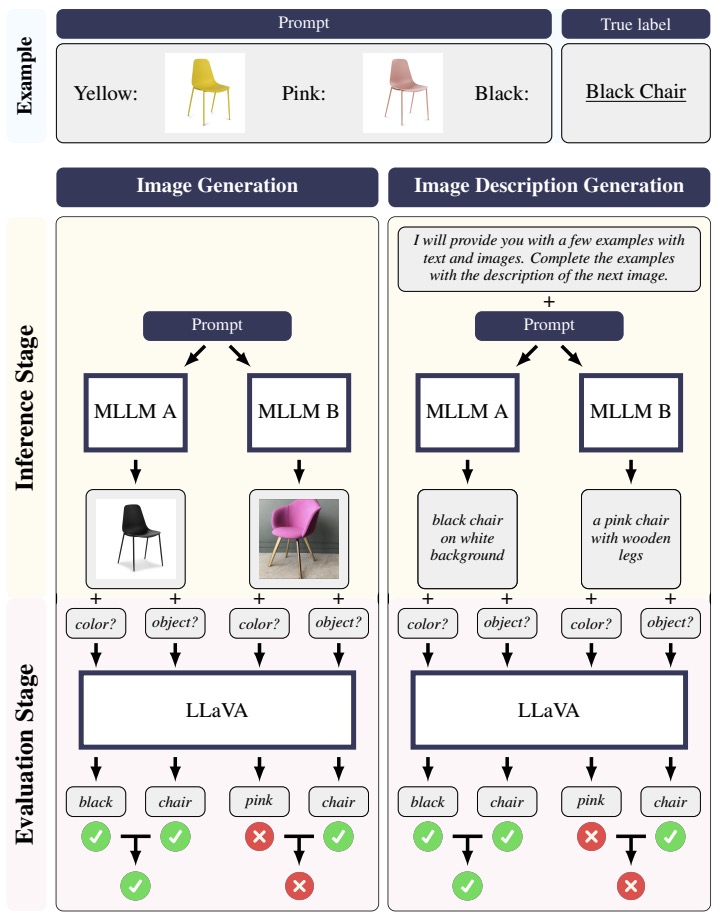 Example
Prompt
True label
Yellow:
Pink:
Black:
Black Chair
Image Generation
Image Description Generation
Inference Stage
I will provide you with a few examples with
text and images. Complete the examples
with the description of the next image.
+
Prompt
Prompt
MLLM A
MLLM B
MLLM A
MLLM B
black chair
on white
background
a pink chair
with wooden
legs
+ + + + + + + +
Evaluation Stage
color? object? color? object? color? object? color? object?
LLaVA
LLaVA
black chair pink chair black chair pink chair